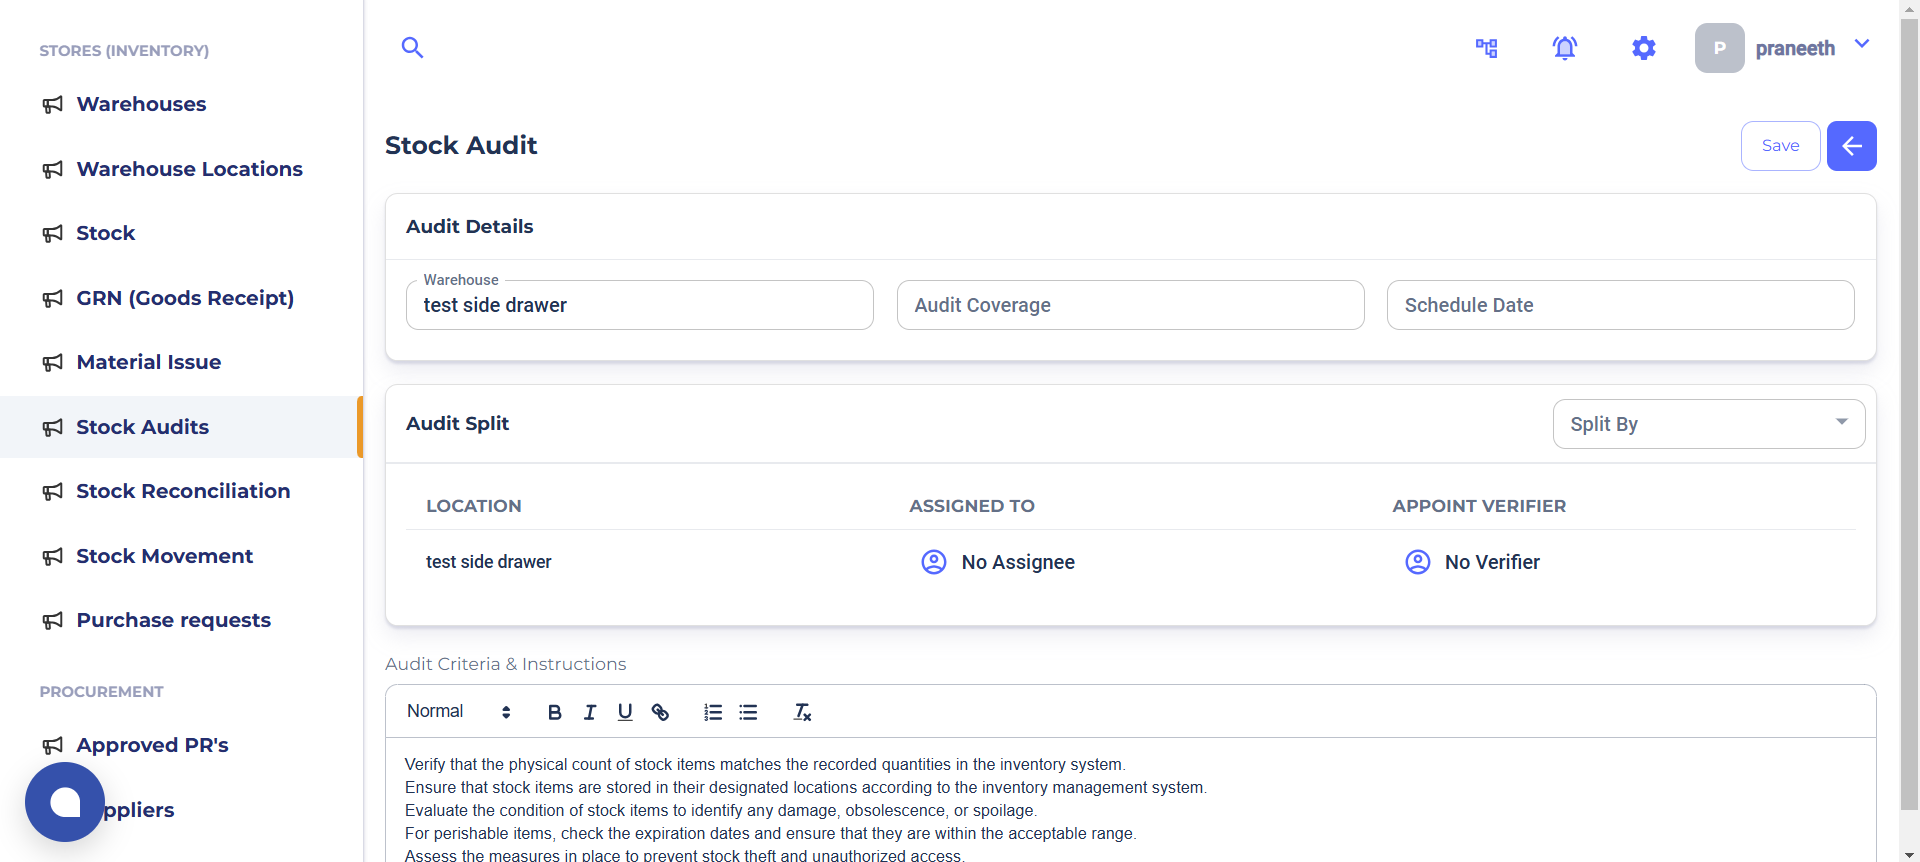 STORES (INVENTORY)
Warehouses
Warehouse Locations
Stock
GRN (Goods Receipt)
Material Issue
Stock Audits
Stock Reconciliation
Stock Movement
Purchase requests
PROCUREMENT
Approved PR's
ppliers
P
praneeth
Stock Audit
Save
Audit Details
Warehouse
test side drawer
Audit Coverage
Schedule Date
Audit Split
Split By
LOCATION ASSIGNED TO APPOINT VERIFIER
test side drawer No Assignee No Verifier
Audit Criteria & Instructions
Normal
Verify that the physical count of stock items matches the recorded quantities in the inventory system.
Ensure that stock items are stored in their designated locations according to the inventory management system.
Evaluate the condition of stock items to identify any damage, obsolescence, or spoilage.
For perishable items, check the expiration dates and ensure that they are within the acceptable range.
Assess the measures in place to prevent stock theft and unauthorized access.